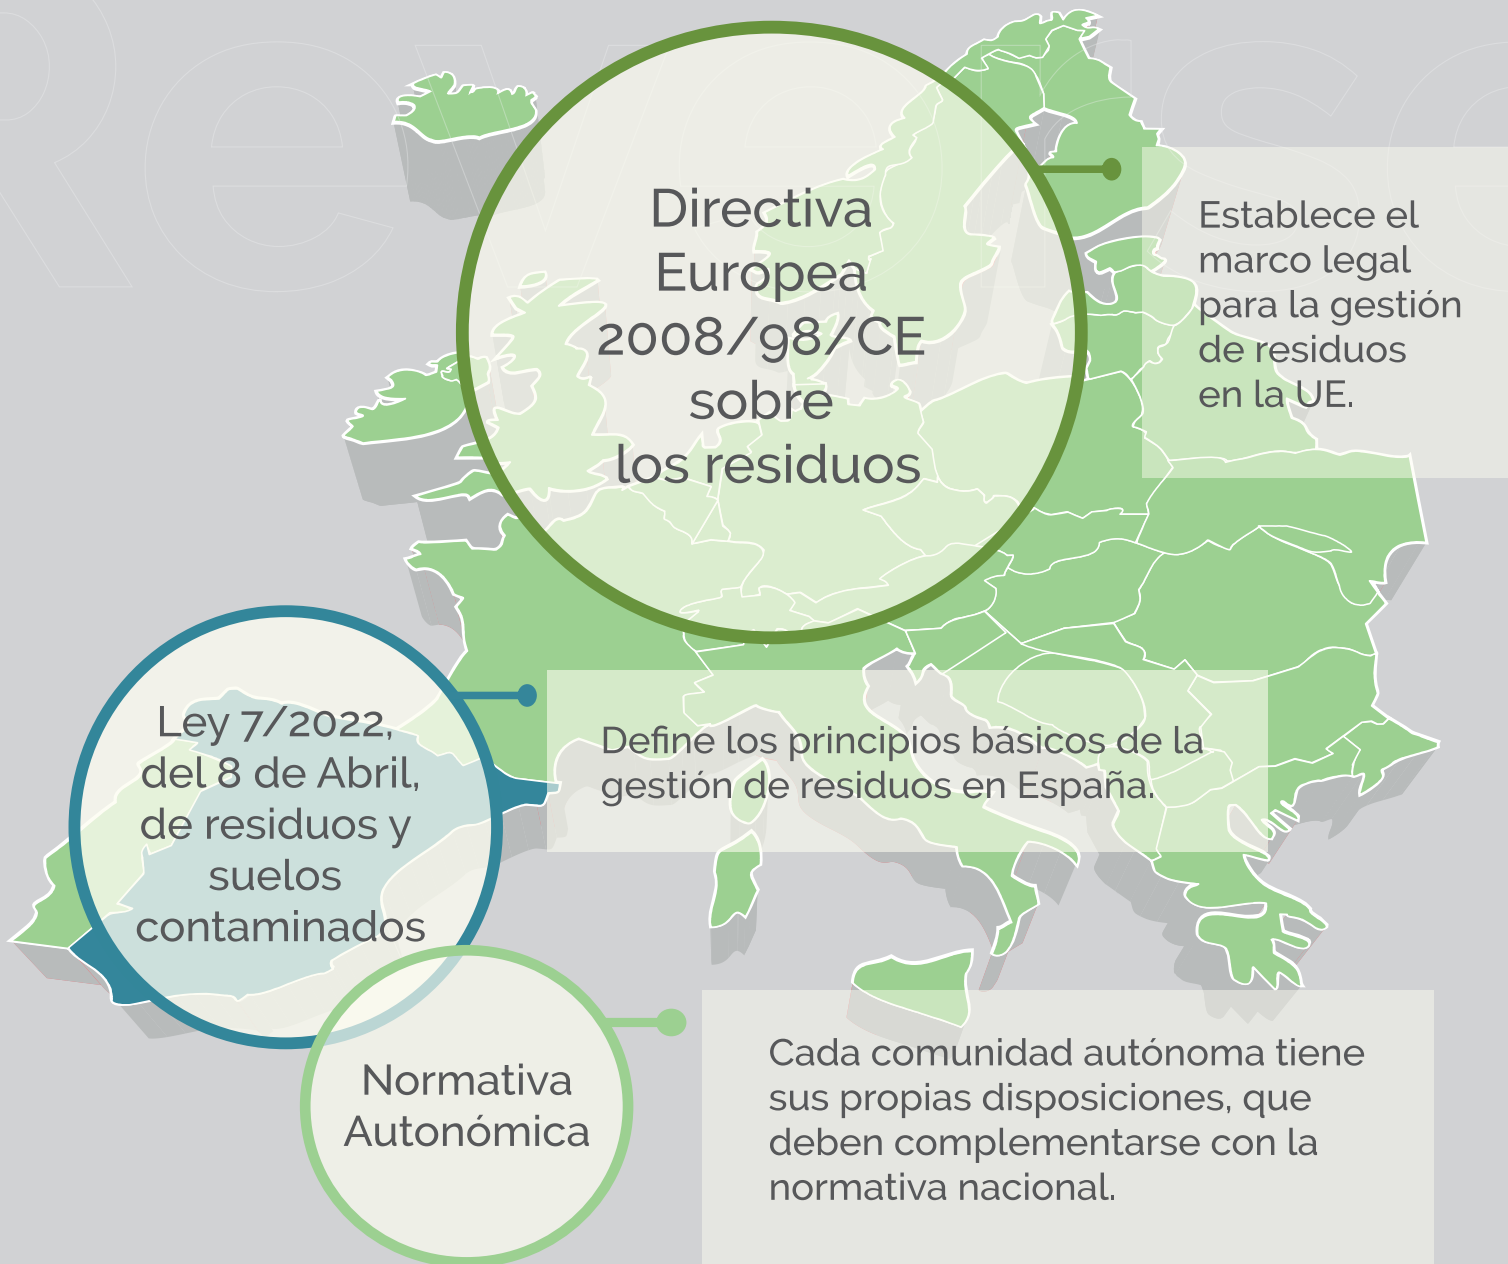 Directiva
Europea
2008/98/CE
sobre
los residuos
Establece el
marco legal
para la gestión
de residuos
en la UE.
Ley 7/2022,
del 8 de Abril,
de residuos y
suelos
contaminados
Define los principios básicos de la
gestión de residuos en España.
Normativa
Autonómica
Cada comunidad autónoma tiene
sus propias disposiciones, que
deben complementarse con la
normativa nacional.